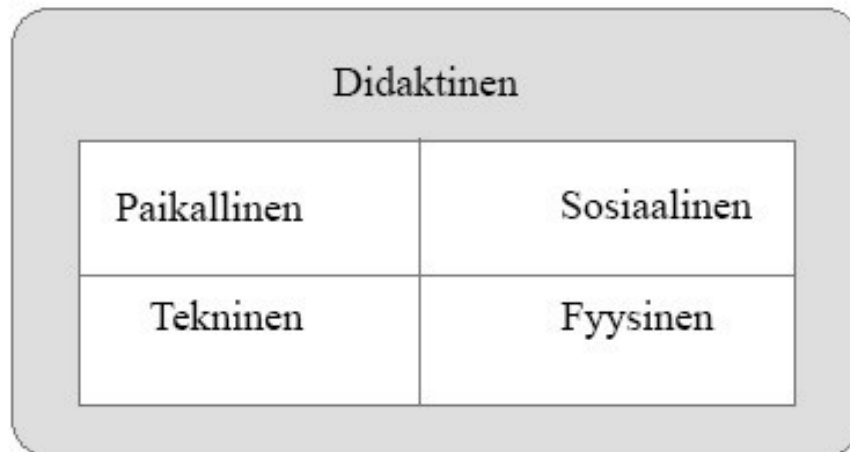 Didaktinen
Paikallinen
Sosiaalinen
Tekninen
Fyysinen